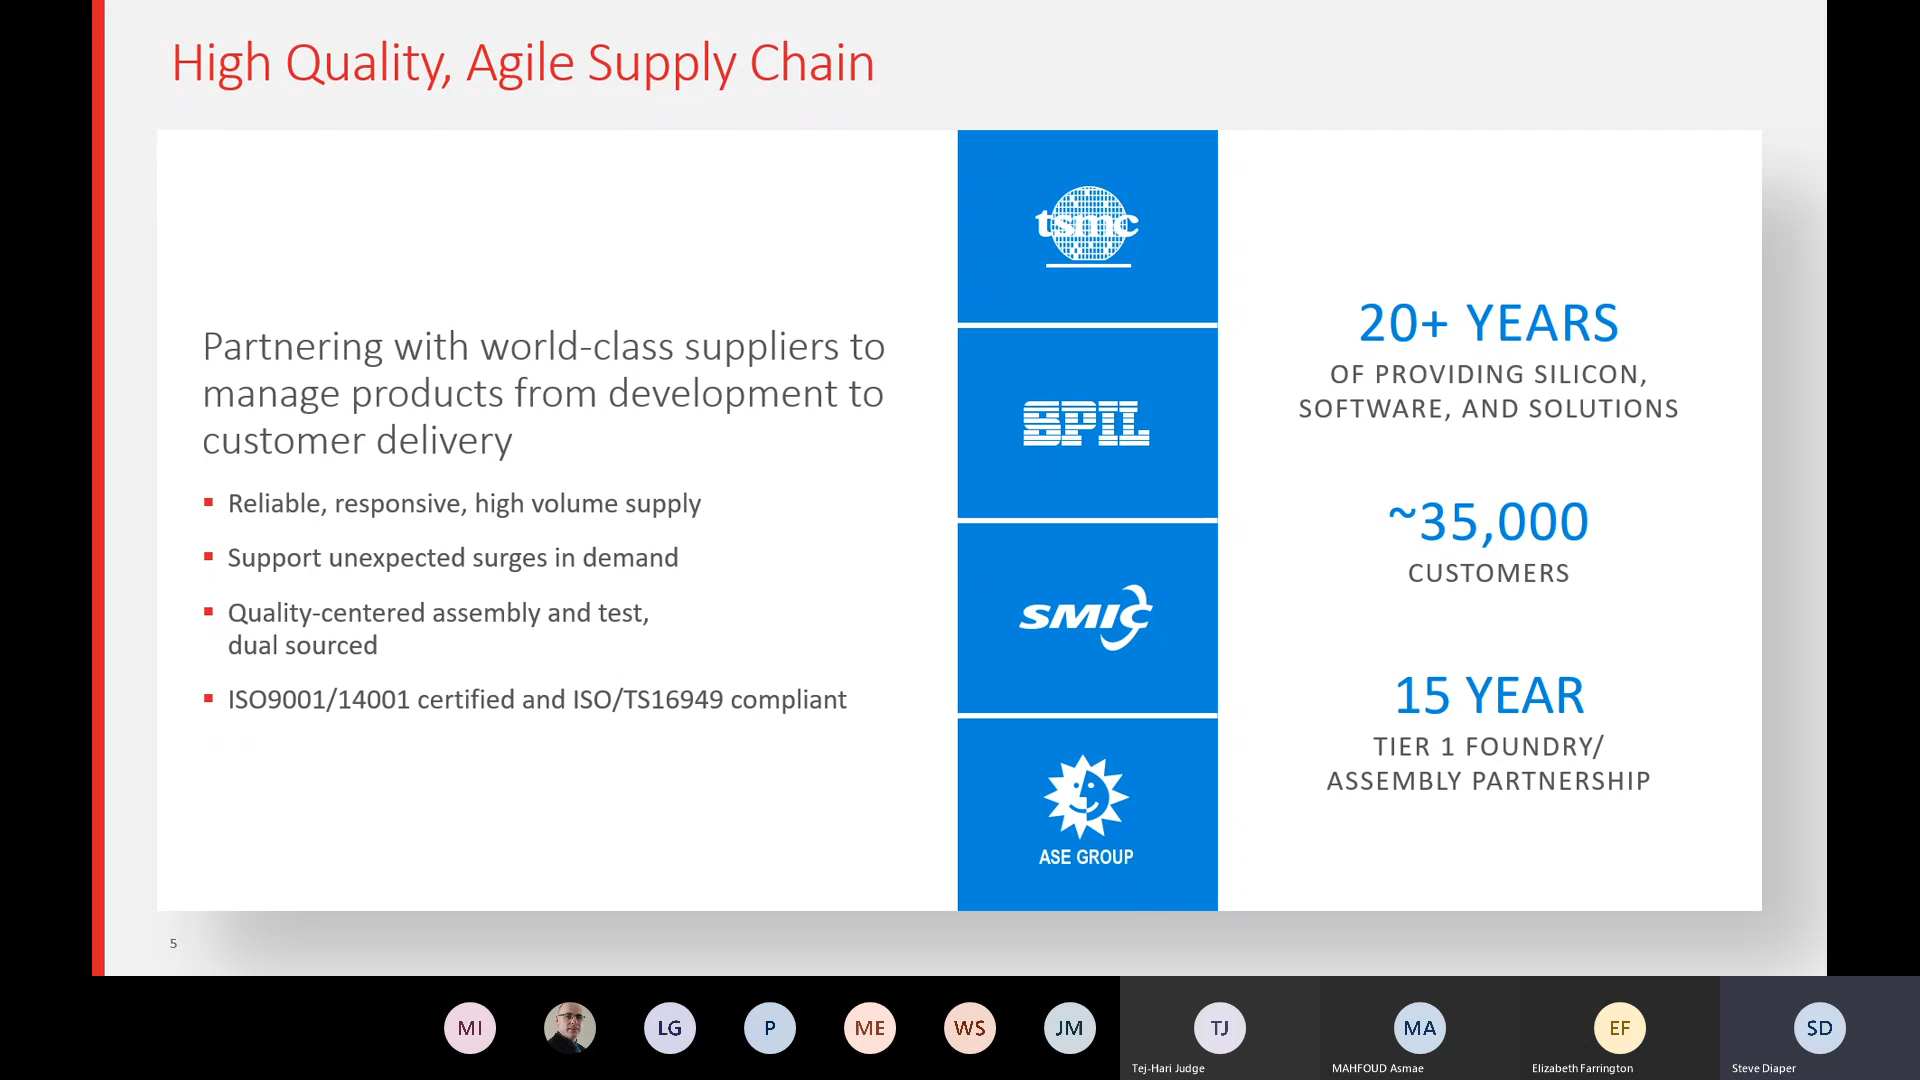 High Quality, Agile Supply Chain
Partnering with world-class suppliers to
manage products from development to
customer delivery
▪ Reliable, responsive, high volume supply
▪ Support unexpected surges in demand
▪ Quality-centered assembly and test,
dual sourced
▪ ISO9001/14001 certified and ISO/TS16949 compliant
tsmc
SPIL
SMIC
ASE GROUP
20+ YEARS
OF PROVIDING SILICON,
SOFTWARE, AND SOLUTIONS
~35,000
CUSTOMERS
15 YEAR
TIER 1 FOUNDRY/
ASSEMBLY PARTNERSHIP
5
MI
LG
P
ME
WS
JM
TJ
Tej-Hari Judge
MA
MAHFOUD Asmae
EF
Elizabeth Farrington
SD
Steve Diaper